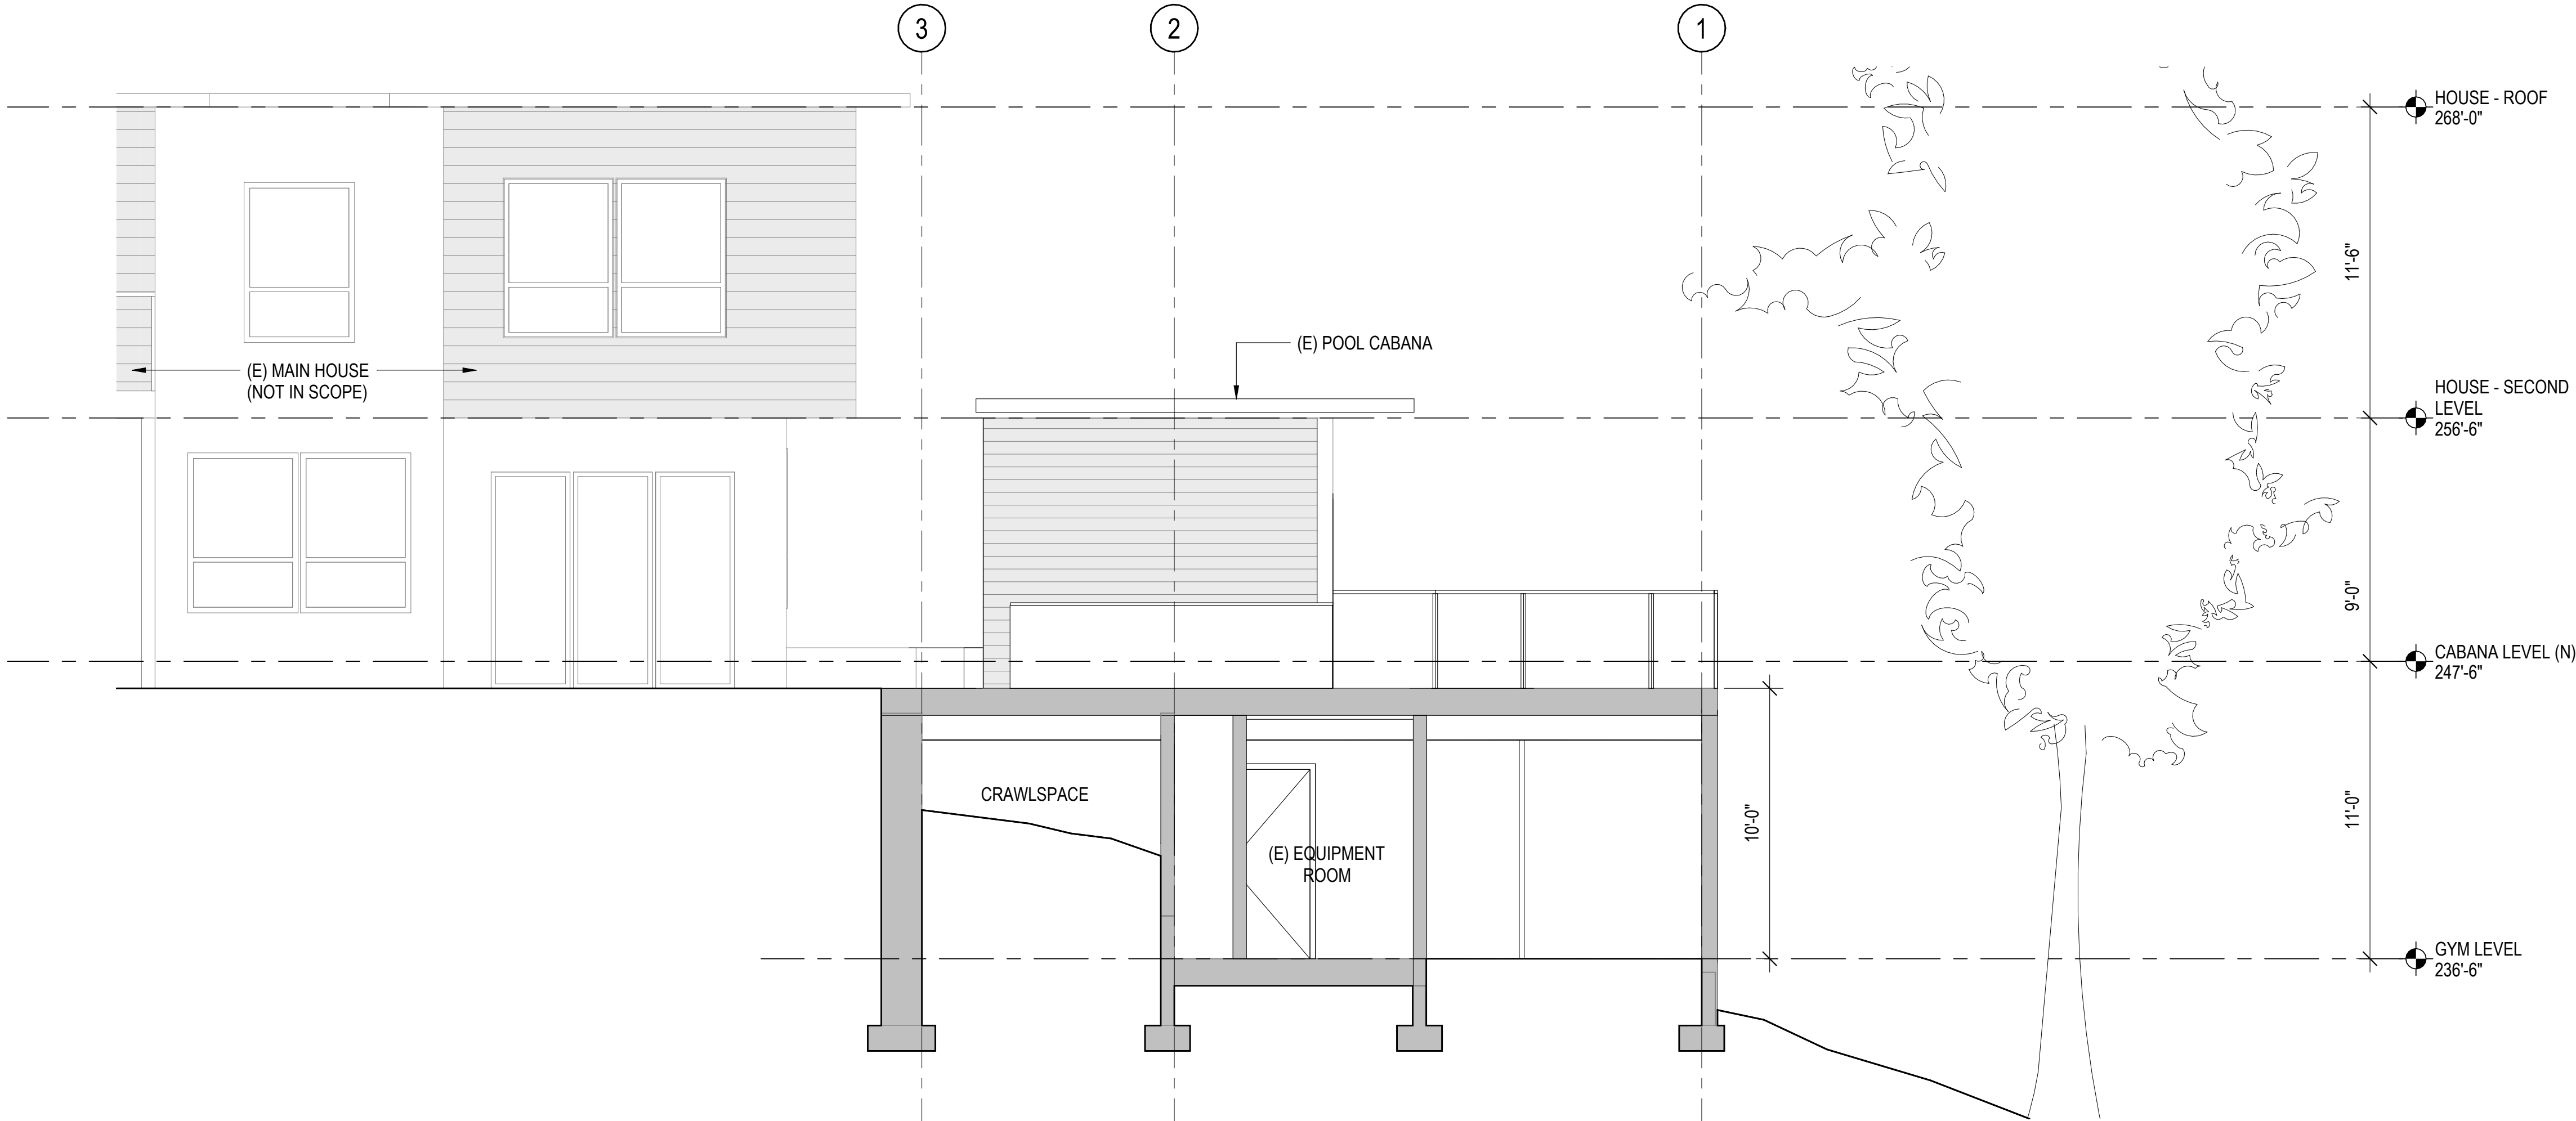 3
2
1
HOUSE - ROOF
268'-0"
11'-6"
(E) POOL CABANA
(E) MAIN HOUSE
(NOT IN SCOPE)
HOUSE - SECOND
LEVEL
256'-6"
9'-0"
CABANA LEVEL (N)
247'-6"
CRAWLSPACE
10'-0"
11'-0"
(E) EQUIPMENT
ROOM
GYM LEVEL
236'-6"